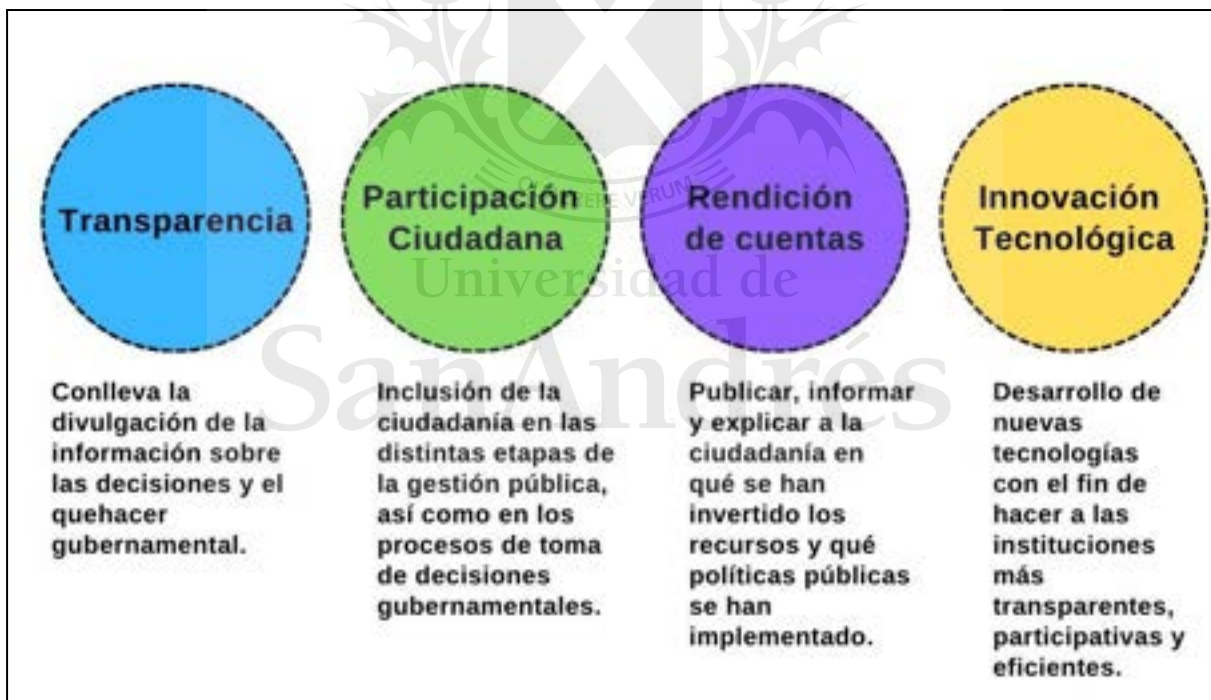 Transparencia
Conlleva la
divulgación de la
información sobre
las decisiones y el
quehacer
gubernamental.
Participación
Ciudadana
Inclusión de la
ciudadanía en las
distintas etapas de
la gestión pública,
así como en los
procesos de toma
de decisiones
gubernamentales.
Rendición
de cuentas
Publicar, informar
y explicar a la
ciudadanía en
qué se han
invertido los
recursos y qué
políticas públicas
se han
implementado.
Innovación
Tecnológica
Desarrollo de
nuevas
tecnologías
con el fin de
hacer a las
instituciones
más
transparentes,
participativas y
eficientes.
VERUM
Universidad de
SanAndrés